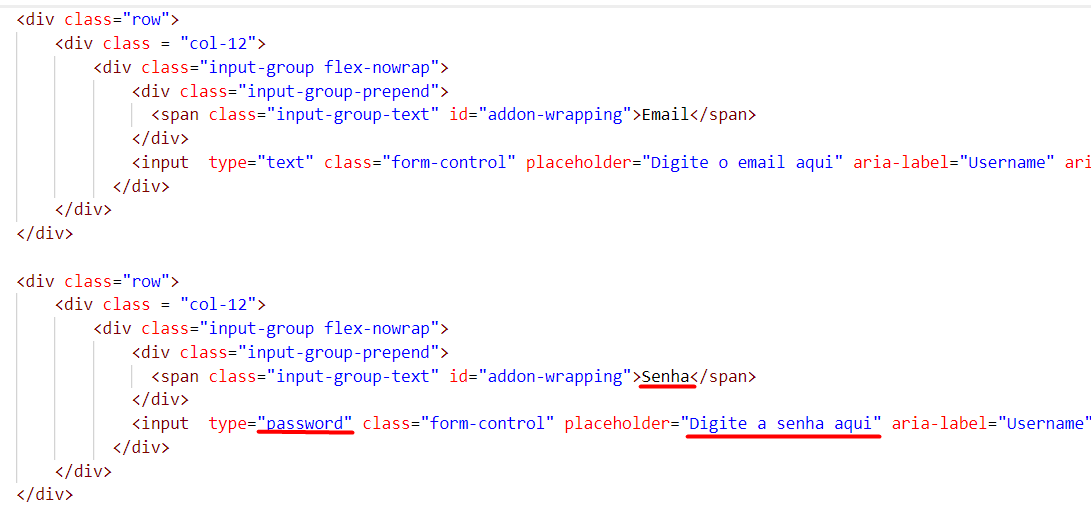 <div class="row">
<div class = "col-12">
<div class="input-group flex-nowrap">
<div class="input-group-prepend">
<span class="input-group-text" id="addon-wrapping">Email</span>
</div>
<input  type="text" class="form-control" placeholder="Digite o email aqui" aria-label="Username" ari
</div>
</div>
</div>
<div class="row">
<div class = "col-12">
<div class="input-group flex-nowrap">
<div class="input-group-prepend">
<span class="input-group-text" id="addon-wrapping">Senha</span>
</div>
<input  type="password" class="form-control" placeholder="Digite a senha aqui" aria-label="Username"
</div>
</div>
</div>